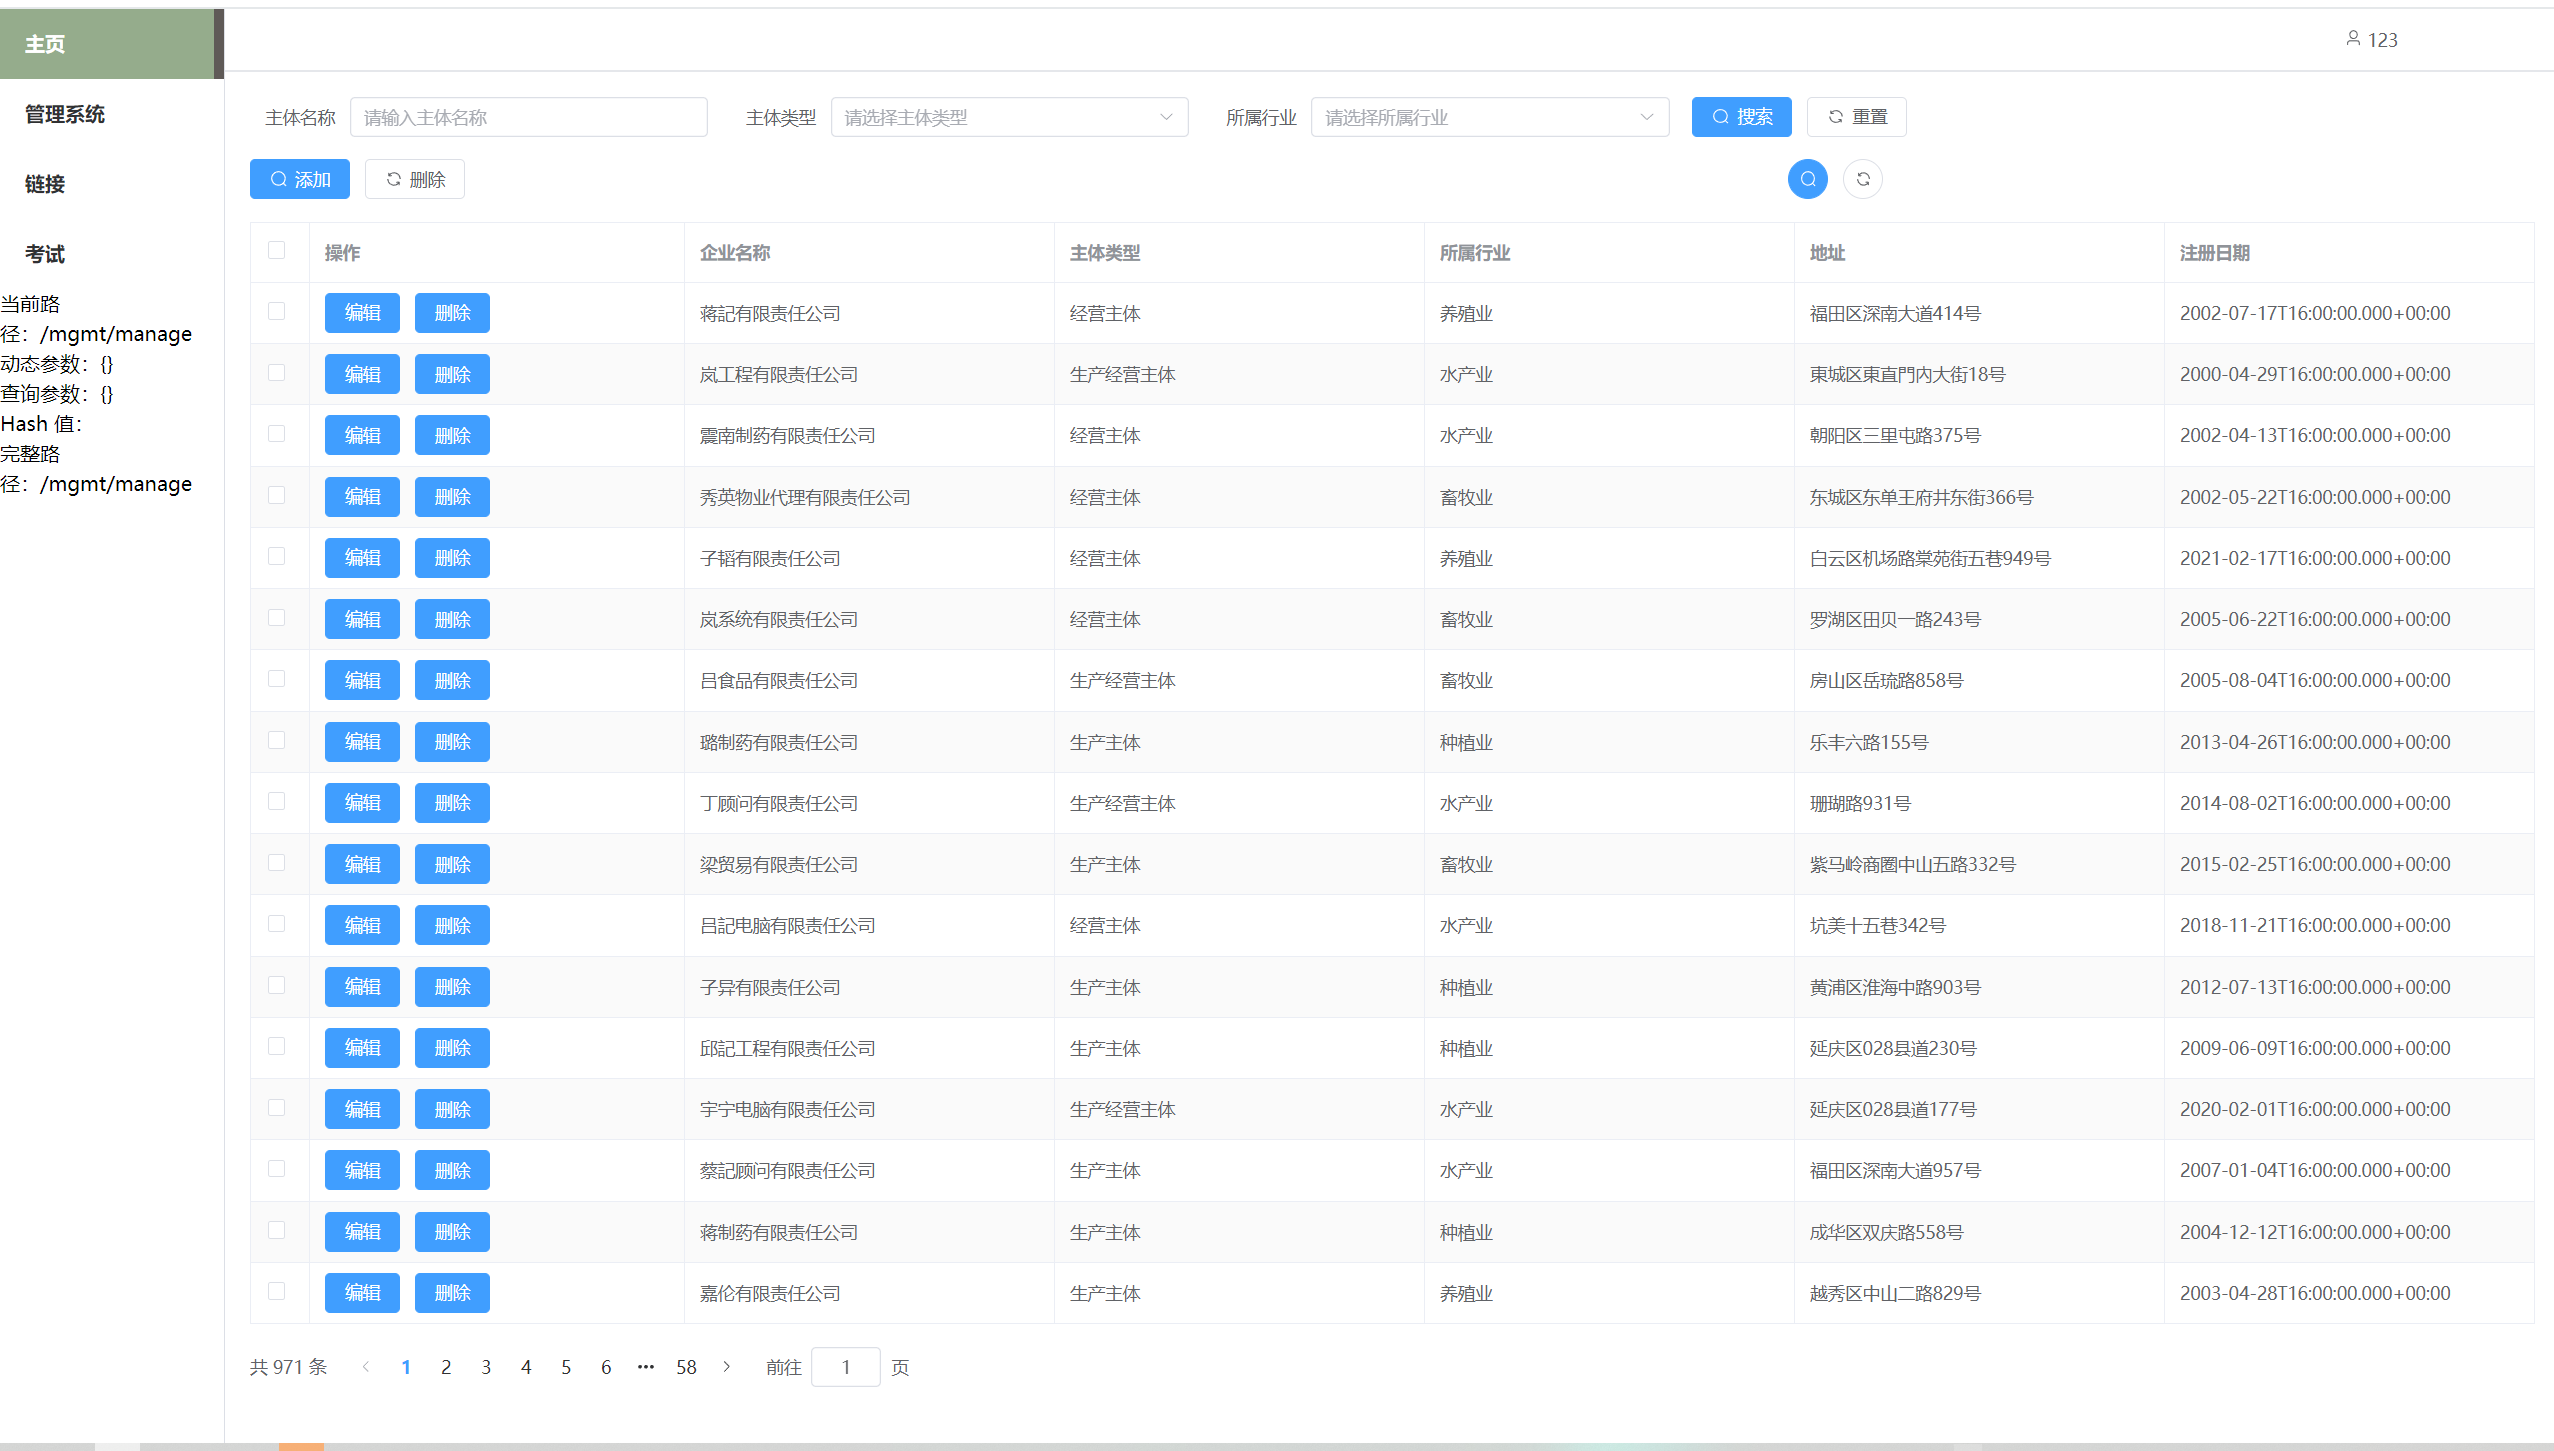 主页
管理系统
链接
考试
当前路
径：/mgmt/manage
动态参数：{}
查询参数：{}
Hash 值：
完整路
径：/mgmt/manage
123
主体名称 请输入主体名称 主体类型 请选择主体类型 所属行业 请选择所属行业 搜索 重置
添加 删除
操作 企业名称 主体类型 所属行业 地址 注册日期
编辑 删除 蒋記有限责任公司 经营主体 养殖业 福田区深南大道414号 2002-07-17T16:00:00.000+00:00
编辑 删除 岚工程有限责任公司 生产经营主体 水产业 東城区東直門内大街18号 2000-04-29T16:00:00.000+00:00
编辑 删除 震南制药有限责任公司 经营主体 水产业 朝阳区三里屯路375号 2002-04-13T16:00:00.000+00:00
编辑 删除 秀英物业代理有限责任公司 经营主体 畜牧业 东城区东单王府井东街366号 2002-05-22T16:00:00.000+00:00
编辑 删除 子韬有限责任公司 经营主体 养殖业 白云区机场路棠苑街五巷949号 2021-02-17T16:00:00.000+00:00
编辑 删除 岚系统有限责任公司 经营主体 畜牧业 罗湖区田贝一路243号 2005-06-22T16:00:00.000+00:00
编辑 删除 吕食品有限责任公司 生产经营主体 畜牧业 房山区岳琉路858号 2005-08-04T16:00:00.000+00:00
编辑 删除 璐制药有限责任公司 生产主体 种植业 乐丰六路155号 2013-04-26T16:00:00.000+00:00
编辑 删除 丁顾问有限责任公司 生产经营主体 水产业 珊瑚路931号 2014-08-02T16:00:00.000+00:00
编辑 删除 梁贸易有限责任公司 生产主体 畜牧业 紫马岭商圈中山五路332号 2015-02-25T16:00:00.000+00:00
编辑 删除 吕記电脑有限责任公司 经营主体 水产业 坑美十五巷342号 2018-11-21T16:00:00.000+00:00
编辑 删除 子异有限责任公司 生产主体 种植业 黄浦区淮海中路903号 2012-07-13T16:00:00.000+00:00
编辑 删除 邱記工程有限责任公司 生产主体 种植业 延庆区028县道230号 2009-06-09T16:00:00.000+00:00
编辑 删除 宇宁电脑有限责任公司 生产经营主体 水产业 延庆区028县道177号 2020-02-01T16:00:00.000+00:00
编辑 删除 蔡記顾问有限责任公司 生产主体 水产业 福田区深南大道957号 2007-01-04T16:00:00.000+00:00
编辑 删除 蒋制药有限责任公司 生产主体 种植业 成华区双庆路558号 2004-12-12T16:00:00.000+00:00
编辑 删除 嘉伦有限责任公司 生产主体 养殖业 越秀区中山二路829号 2003-04-28T16:00:00.000+00:00
共 971 条 1 2 3 4 5 6 ••• 58 前往 1 页